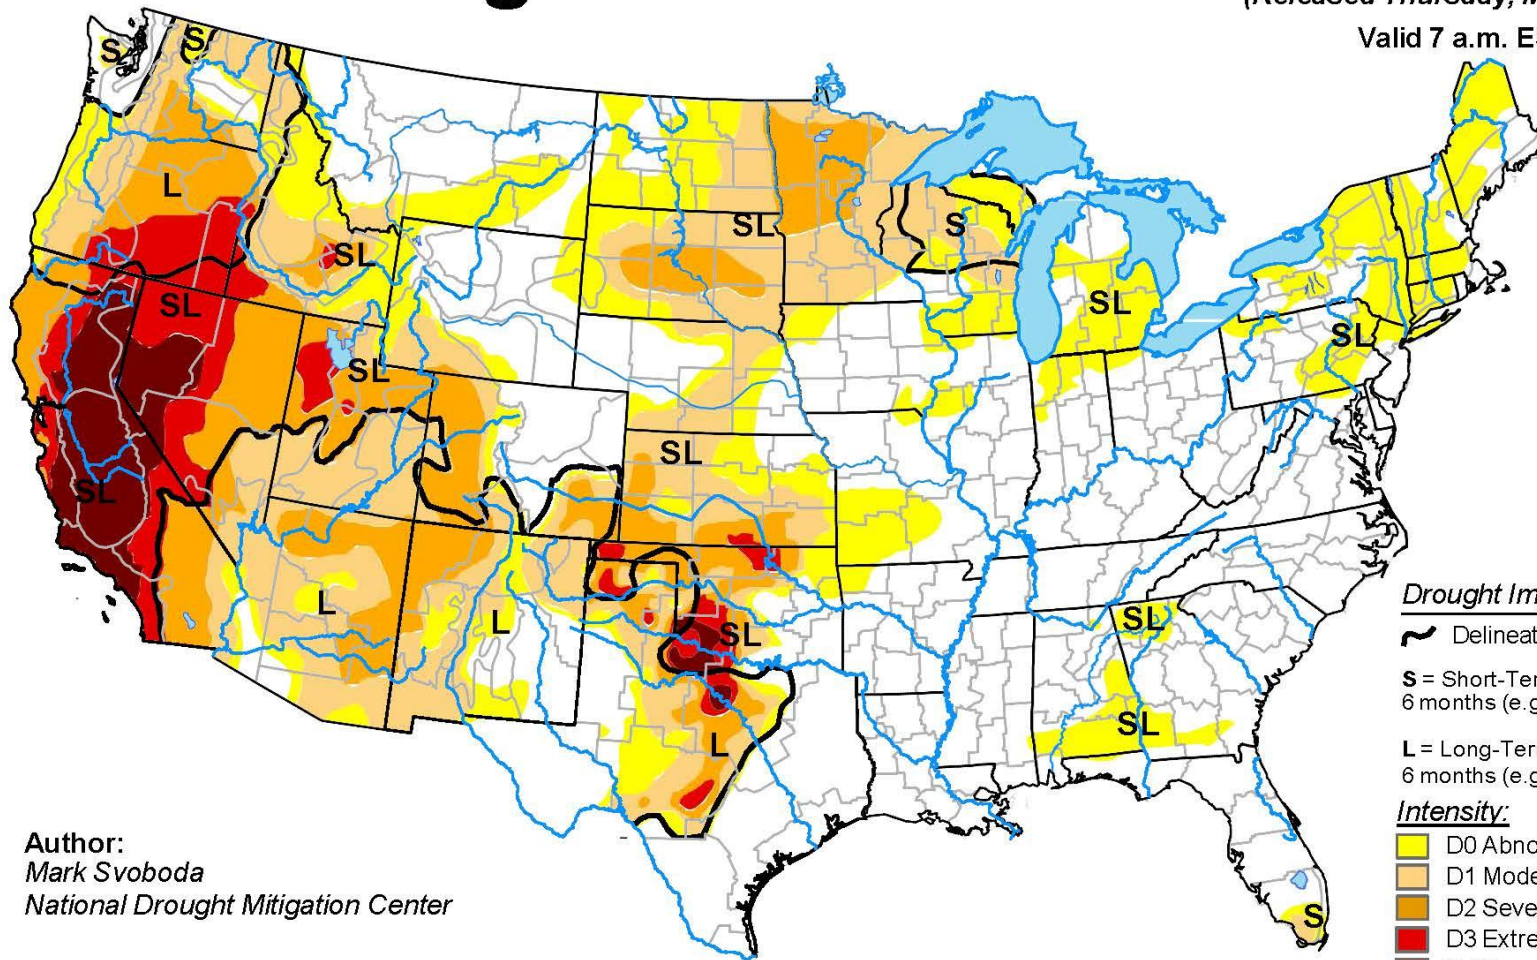 (Released Thursday, M
Valid 7 a.m. E
S
S
L
SL
SL
S
SL
SL
SL
SL
SL
SL
L
L
SL
SL
L
SL
S
Drought Im
Delineat
S = Short-Ter
6 months (e.g
L = Long-Ter
6 months (e.g
Intensity:
D0 Abno
D1 Mode
D2 Seve
D3 Extre
Author:
Mark Svoboda
National Drought Mitigation Center